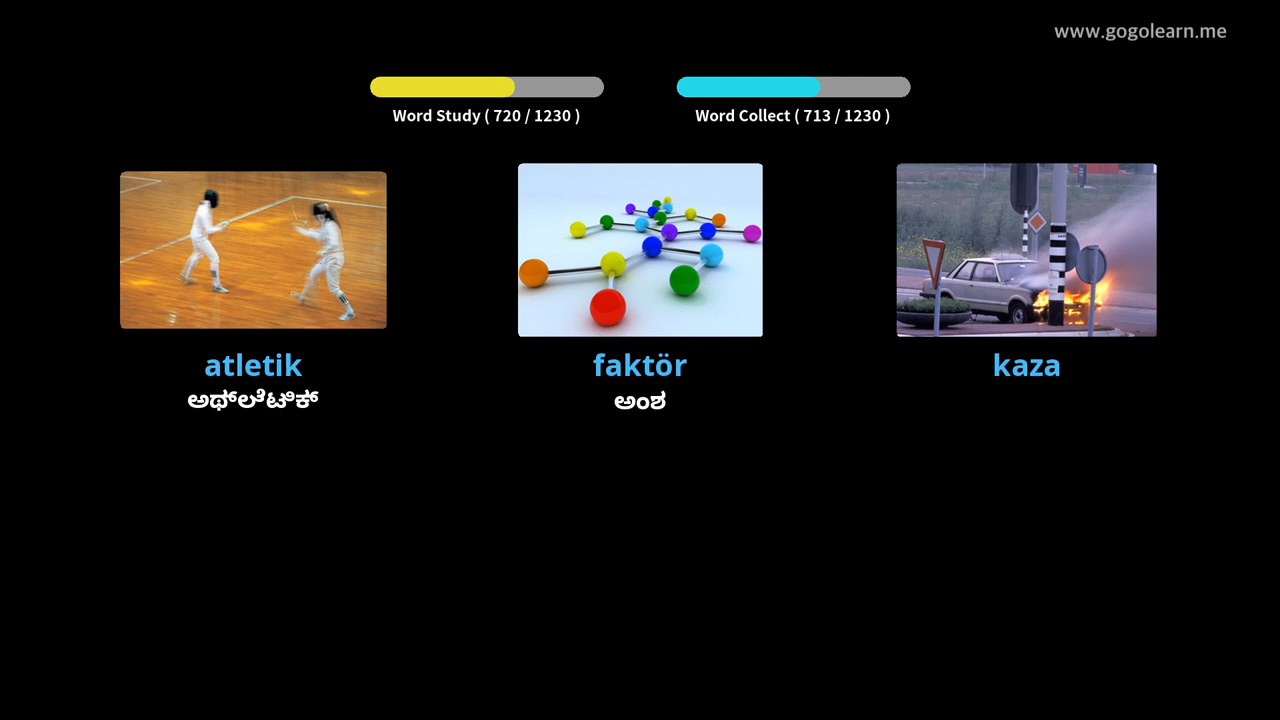 www.gogolearn.me
Word Study ( 720 / 1230 )
Word Collect ( 713 / 1230 )
atletik
faktör
kaza
ಅಥ್ಲೆಟಿಕ್
ಅಂಶ